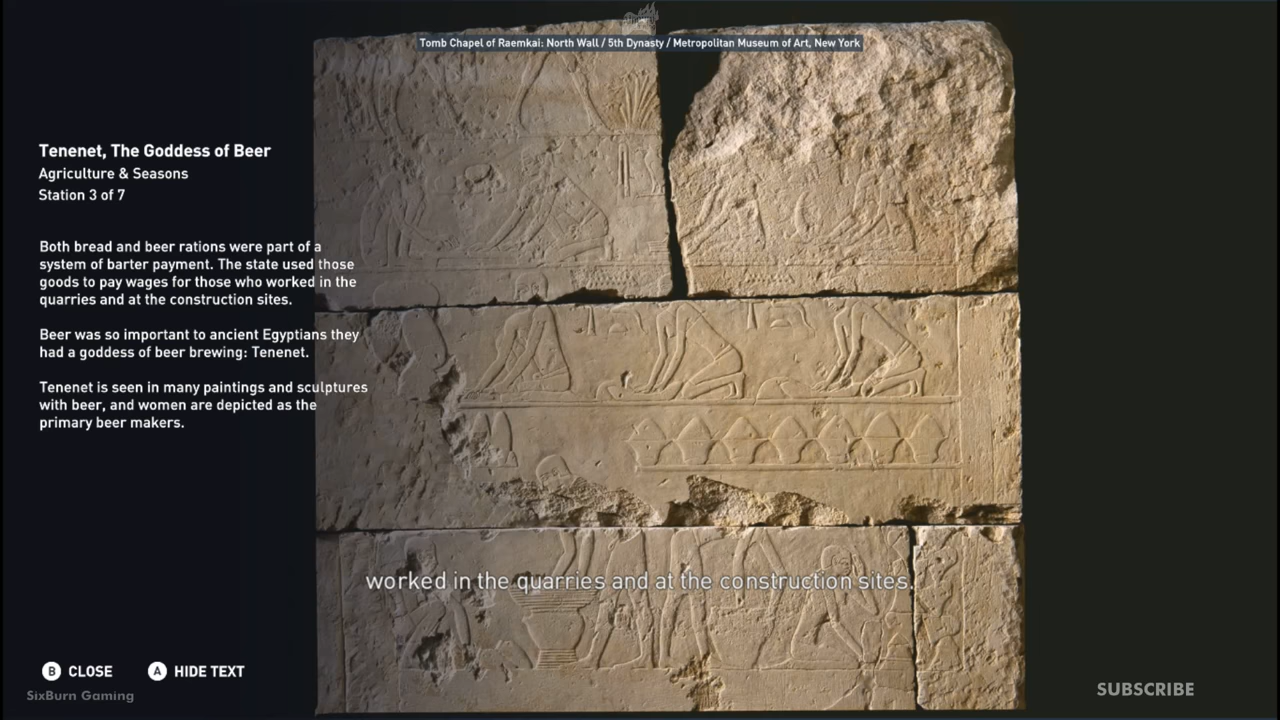 Tomb Chapel of Raemkai: North Wall / 5th Dynasty / Metropolitan Museum of Art, New York
Tenenet, The Goddess of Beer
Agriculture & Seasons
Station 3 of 7
Both bread and beer rations were part of a
system of barter payment. The state used those
goods to pay wages for those who worked in the
quarries and at the construction sites.
Beer was so important to ancient Egyptians they
had a goddess of beer brewing: Tenenet.
Tenenet is seen in many paintings and sculptures
with beer, and women are depicted as the
primary beer makers.
worked in the quarries and at the construction sites.
B CLOSE A HIDE TEXT
SixBurn Gaming
SUBSCRIBE